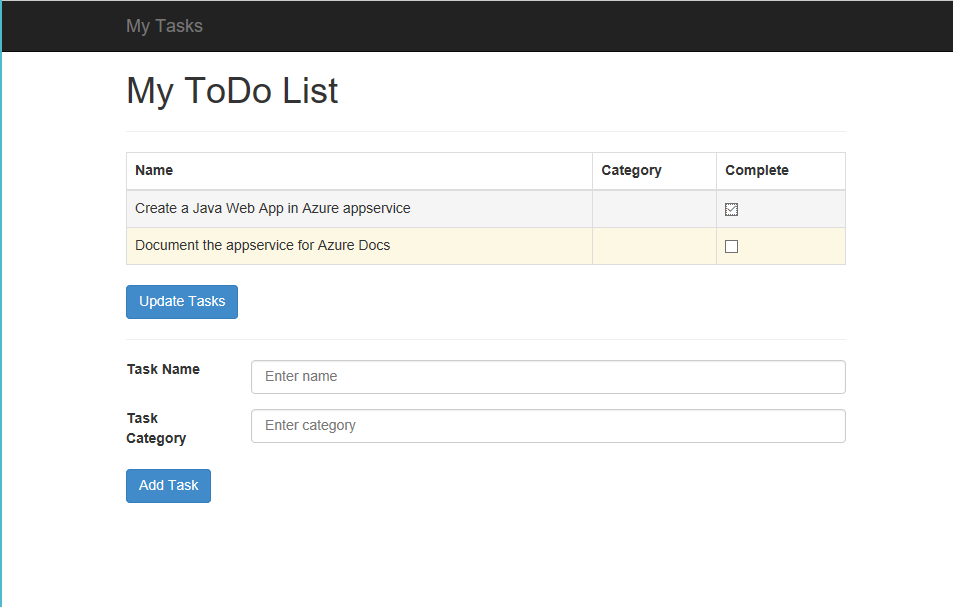 My Tasks
My ToDo List
Name Category Complete
Create a Java Web App in Azure appservice
Document the appservice for Azure Docs
Update Tasks
Task Name Enter name
Task Enter category
Category
Add Task